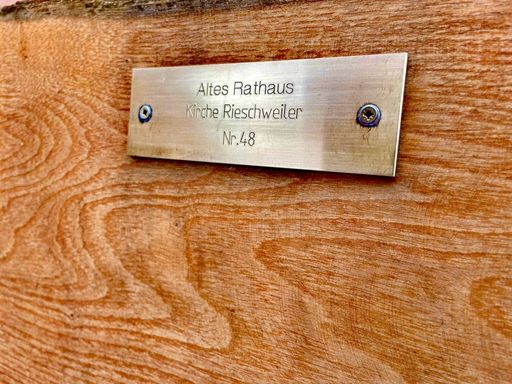 Altes Rathaus
Kirche Rieschweiler
Nr.48